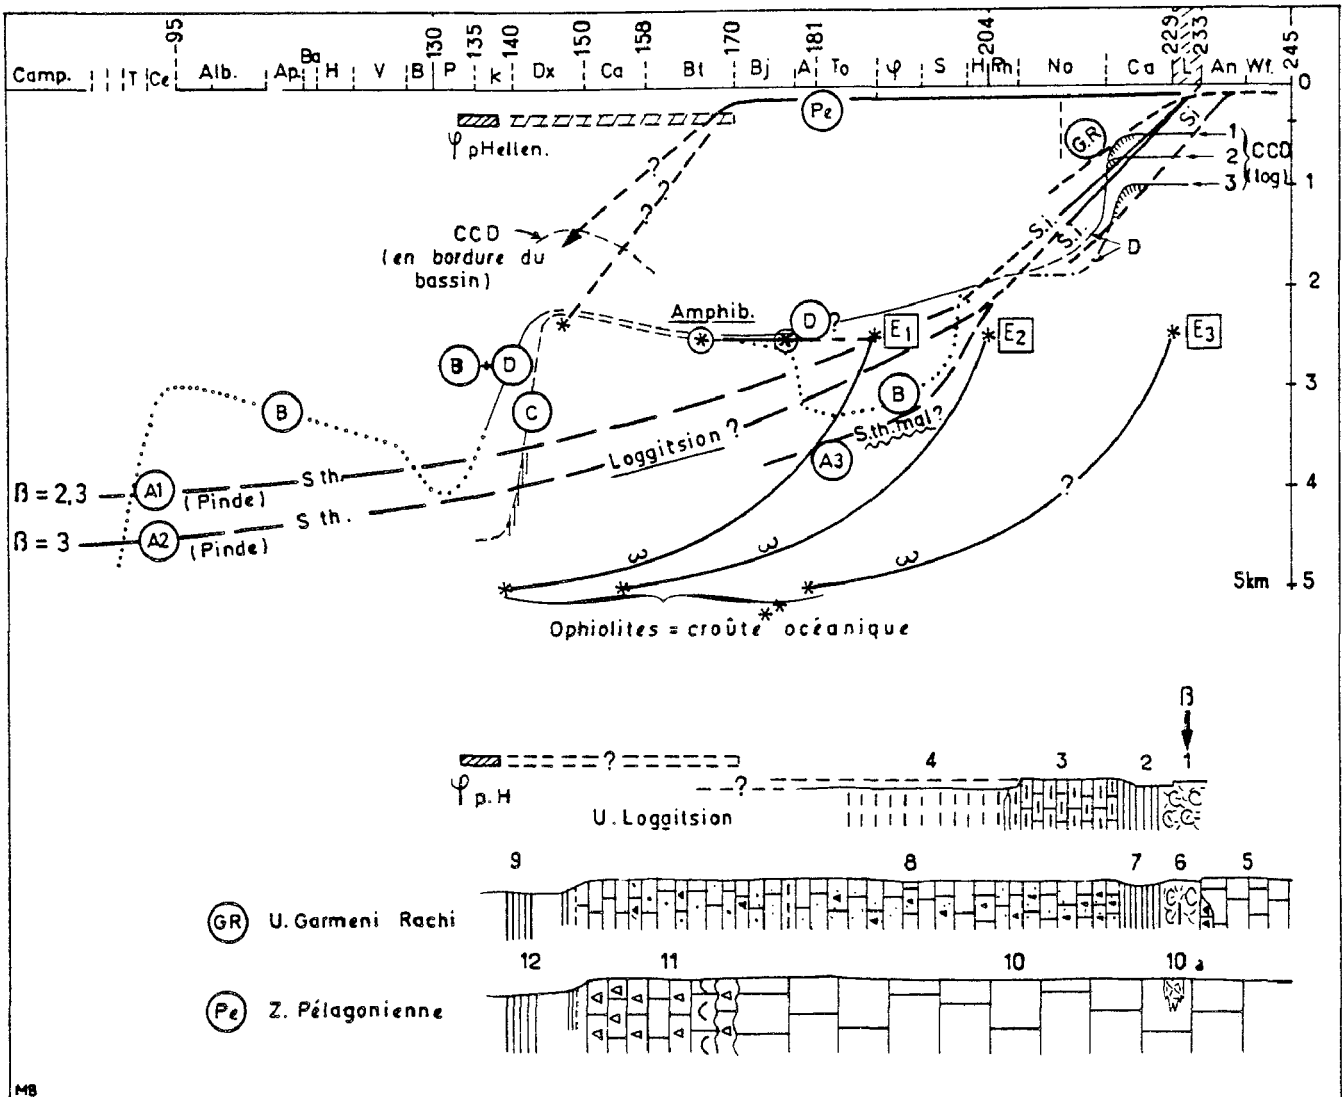 95 130 135 140 150 158 170 181 204 229 233 245
Camp. T Ce Alb. Ap. Ba H V B P K Dx Ca Bt Bj A To φ S H Rh No Ca L An Wf.
0
Pe
φ pHellen.
G.R
S.i
1
2 CCD
3 (log)
1
? ?
?
CCD
(en bordure du
bassin)
S.i
S.i
D
2
Amphib.
D ?
E1 E2 E3
B + D
3
B
C
B
S.th.mal ?
Loggitsion ?
A3
S th.
4
ß = 2,3 A1 (Pinde)
S th.
?
ß = 3 A2 (Pinde)
ω ω ω
5km 5
Ophiolites = croûte océanique
ß
? 4 3 2 1
φ p.H
?
U. Loggitsion
9 8 7 6 5
GR U. Garmeni Rachi
12 11 10 10 a
Pe Z. Pélagonienne
MB